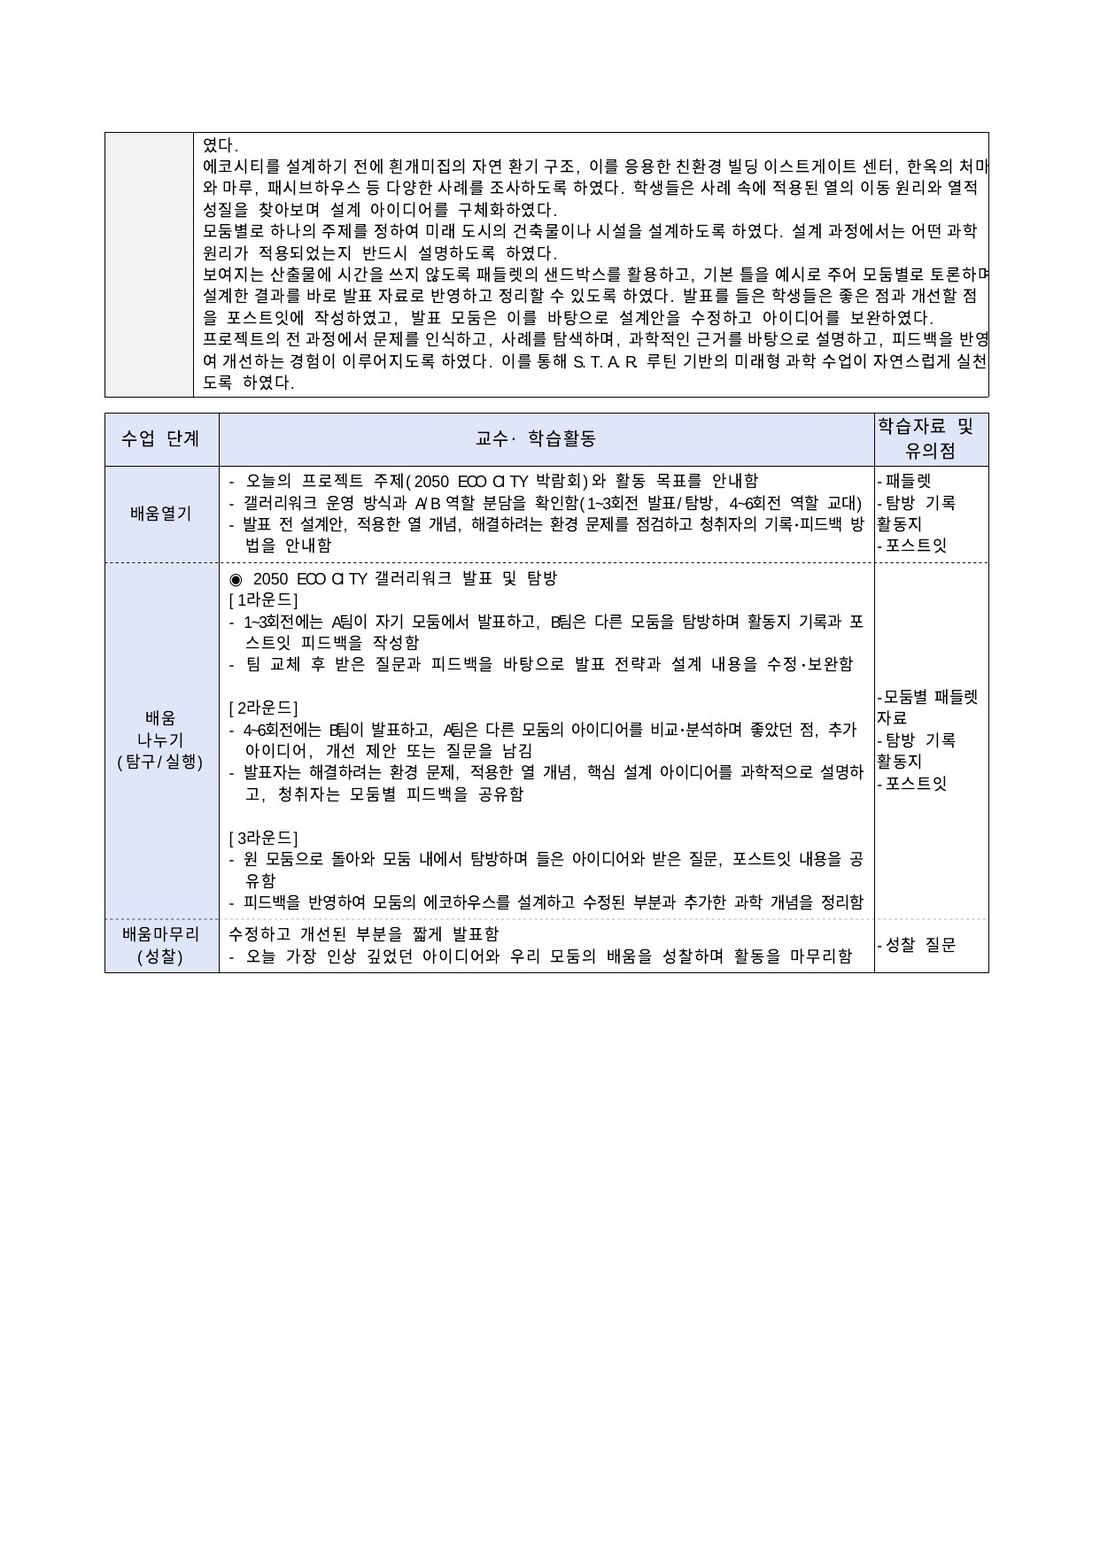 였다.
에코시티를 설계하기 전에 흰개미집의 자연 환기 구조, 이를 응용한 친환경 빌딩 이스트게이트 센터, 한옥의 처마
와 마루, 패시브하우스 등 다양한 사례를 조사하도록 하였다. 학생들은 사례 속에 적용된 열의 이동 원리와 열적
성질을 찾아보며 설계 아이디어를 구체화하였다.
모둠별로 하나의 주제를 정하여 미래 도시의 건축물이나 시설을 설계하도록 하였다. 설계 과정에서는 어떤 과학
원리가 적용되었는지 반드시 설명하도록 하였다.
보여지는 산출물에 시간을 쓰지 않도록 패들렛의 샌드박스를 활용하고, 기본 틀을 예시로 주어 모둠별로 토론하며
설계한 결과를 바로 발표 자료로 반영하고 정리할 수 있도록 하였다. 발표를 들은 학생들은 좋은 점과 개선할 점
을 포스트잇에 작성하였고, 발표 모둠은 이를 바탕으로 설계안을 수정하고 아이디어를 보완하였다.
프로젝트의 전 과정에서 문제를 인식하고, 사례를 탐색하며, 과학적인 근거를 바탕으로 설명하고, 피드백을 반영
여 개선하는 경험이 이루어지도록 하였다. 이를 통해 S.T.A.R. 루틴 기반의 미래형 과학 수업이 자연스럽게 실천
도록 하였다.
수업 단계
교수· 학습활동
학습자료 및
유의점
배움열기
- 오늘의 프로젝트 주제(2050 ECO CITY 박람회)와 활동 목표를 안내함
- 갤러리워크 운영 방식과 A/B 역할 분담을 확인함(1~3회전 발표/탐방, 4~6회전 역할 교대)
- 발표 전 설계안, 적용한 열 개념, 해결하려는 환경 문제를 점검하고 청취자의 기록·피드백 방
법을 안내함
-패들렛
-탐방 기록
활동지
-포스트잇
배움
나누기
(탐구/실행)
◉ 2050 ECO CITY 갤러리워크 발표 및 탐방
[1라운드]
- 1~3회전에는 A팀이 자기 모둠에서 발표하고, B팀은 다른 모둠을 탐방하며 활동지 기록과 포
스트잇 피드백을 작성함
- 팀 교체 후 받은 질문과 피드백을 바탕으로 발표 전략과 설계 내용을 수정·보완함
[2라운드]
- 4~6회전에는 B팀이 발표하고, A팀은 다른 모둠의 아이디어를 비교·분석하며 좋았던 점, 추가
아이디어, 개선 제안 또는 질문을 남김
- 발표자는 해결하려는 환경 문제, 적용한 열 개념, 핵심 설계 아이디어를 과학적으로 설명하
고, 청취자는 모둠별 피드백을 공유함
[3라운드]
- 원 모둠으로 돌아와 모둠 내에서 탐방하며 들은 아이디어와 받은 질문, 포스트잇 내용을 공
유함
- 피드백을 반영하여 모둠의 에코하우스를 설계하고 수정된 부분과 추가한 과학 개념을 정리함
-모둠별 패들렛
자료
-탐방 기록
활동지
-포스트잇
배움마무리
(성찰)
수정하고 개선된 부분을 짧게 발표함
- 오늘 가장 인상 깊었던 아이디어와 우리 모둠의 배움을 성찰하며 활동을 마무리함
-성찰 질문